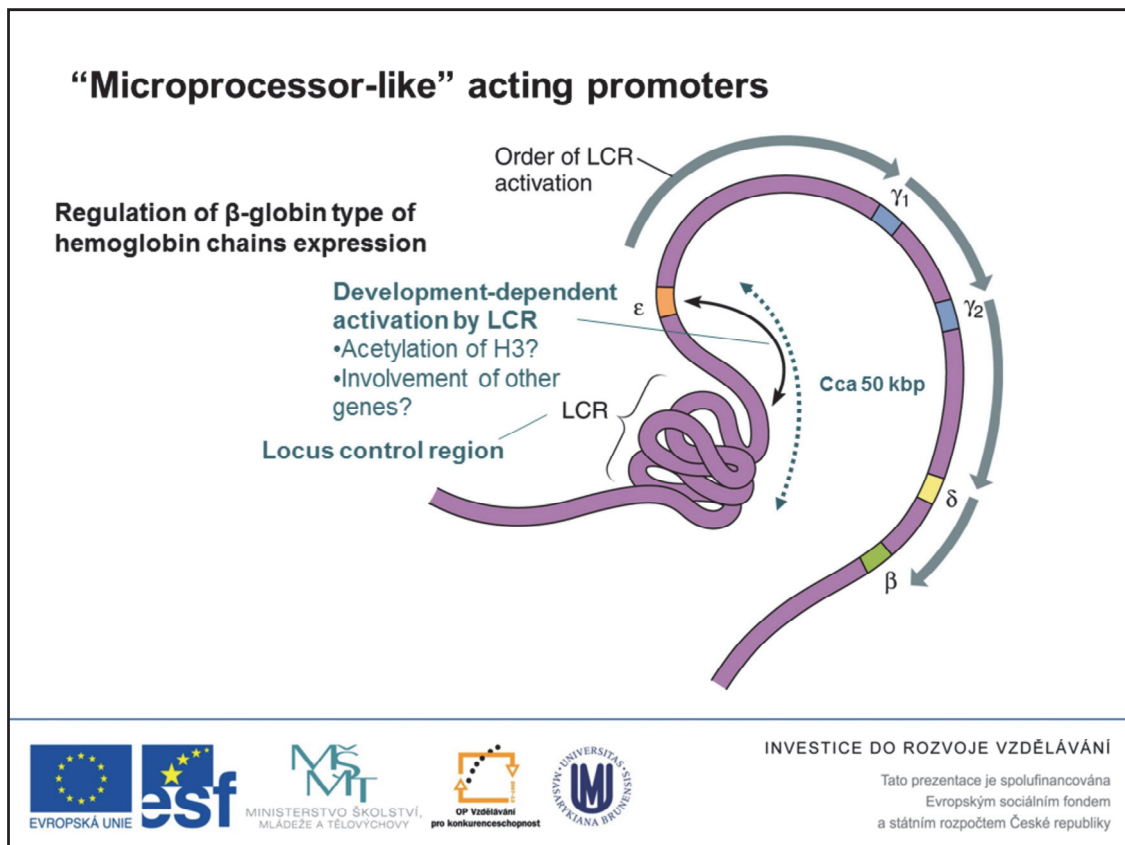 “Microprocessor-like” acting promoters
Order of LCR
activation
Regulation of β-globin type of
hemoglobin chains expression
Development-dependent
activation by LCR
•Acetylation of H3?
•Involvement of other
genes?
LCR
Locus control region
ε
γ1
γ2
Cca 50 kbp
δ
β
EVROPSKÁ UNIE
esf
MŠMT
MINISTERSTVO ŠKOLSTVÍ,
MLÁDEŽE A TĚLOVÝCHOVY
2007-13
OP Vzdělávání
pro konkurenceschopnost
UNIVERSITAS MASARYKIANA BRUNENSIS
INVESTICE DO ROZVOJE VZDĚLÁVÁNÍ
Tato prezentace je spolufinancována
Evropským sociálním fondem
a státním rozpočtem České republiky